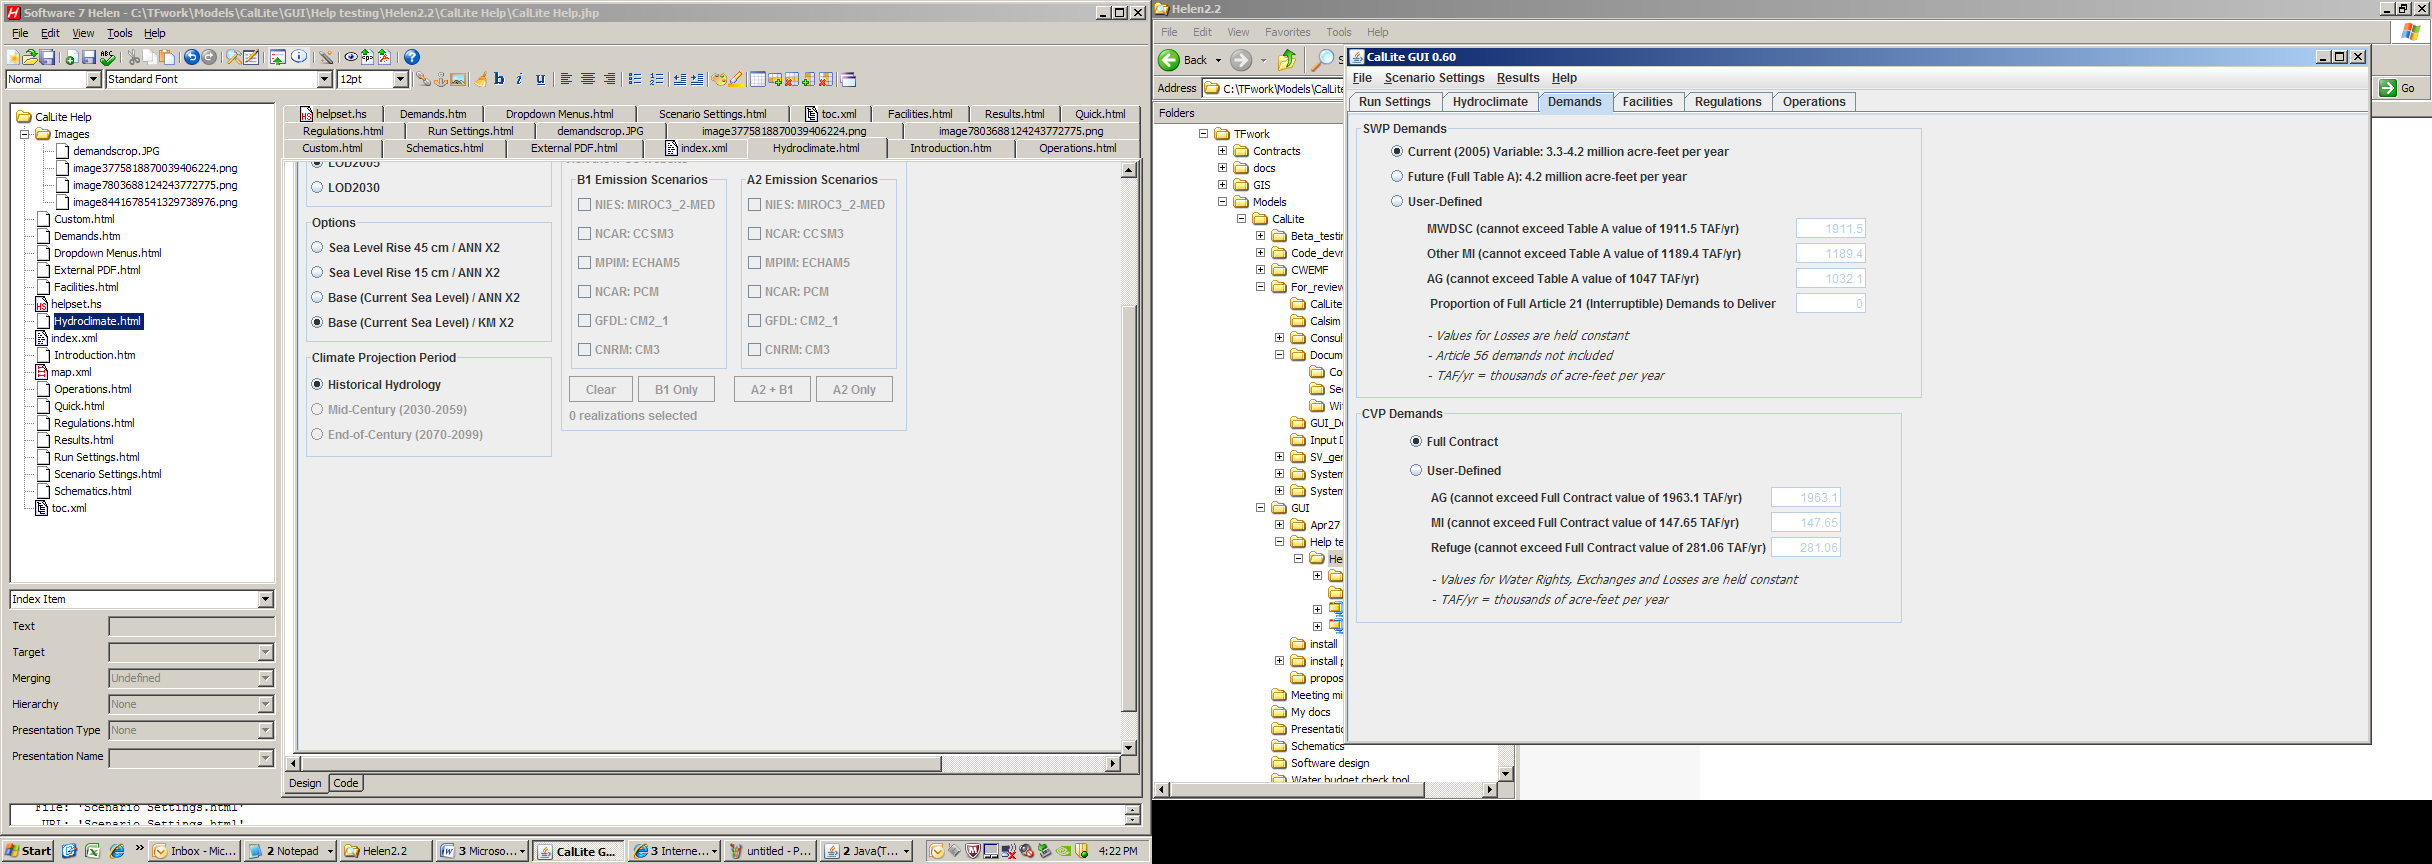 Software 7 Helen - C:\TFwork\Models\CalLite\GUI\Help testing\Helen2.2\CalLite Help\CalLite Help.jhp
File Edit View Tools Help
Normal Standard Font 12pt
CalLite Help
Images
demandscrop.JPG
image3775818870039406224.png
image7803688124243772775.png
image8441678541329738976.png
Custom.html
Demands.htm
Dropdown Menus.html
External PDF.html
Facilities.html
helpset.hs
Hydroclimate.html
index.xml
Introduction.htm
map.xml
Operations.html
Quick.html
Regulations.html
Results.html
Run Settings.html
Scenario Settings.html
Schematics.html
toc.xml
Index Item
Text
Target
Merging Undefined
Hierarchy None
Presentation Type None
Presentation Name
helpset.hs Demands.htm Dropdown Menus.html Scenario Settings.html toc.xml Facilities.html Results.html Quick.html
Regulations.html Run Settings.html demandscrop.JPG image3775818870039406224.png image7803688124243772775.png
Custom.html Schematics.html External PDF.html index.xml Hydroclimate.html Introduction.htm Operations.html
LOD2005
LOD2030
Options
Sea Level Rise 45 cm / ANN X2
Sea Level Rise 15 cm / ANN X2
Base (Current Sea Level) / ANN X2
Base (Current Sea Level) / KM X2
Climate Projection Period
Historical Hydrology
Mid-Century (2030-2059)
End-of-Century (2070-2099)
B1 Emission Scenarios
NIES: MIROC3_2-MED
NCAR: CCSM3
MPIM: ECHAM5
NCAR: PCM
GFDL: CM2_1
CNRM: CM3
A2 Emission Scenarios
NIES: MIROC3_2-MED
NCAR: CCSM3
MPIM: ECHAM5
NCAR: PCM
GFDL: CM2_1
CNRM: CM3
Clear B1 Only A2 + B1 A2 Only
0 realizations selected
Design Code
File: 'Scenario Settings.html'
URL: 'Scenario Settings.html'
Start » Inbox - Mic... 2 Notepad Helen2.2 3 Microso... CalLite G... 3 Interne... untitled - P... 2 Java(T... 4:22 PM
Helen2.2
File Edit View Favorites Tools Help
Back S
Address C:\TFwork\Models\CalLite Go
Folders
TFwork
Contracts
docs
GIS
Models
CalLite
Beta_testin
Code_devr
CWEMF
For_review
CalLite
Calsim
Consul
Docum
Co
Sec
Wi
GUI_De
Input D
SV_ger
System
System
GUI
Apr27
Help te
He
install
install p
propos
Meeting mi
My docs
Presentatio
Schematics
Software design
Water budget check tool
CalLite GUI 0.60
File Scenario Settings Results Help
Run Settings Hydroclimate Demands Facilities Regulations Operations
SWP Demands
Current (2005) Variable: 3.3-4.2 million acre-feet per year
Future (Full Table A): 4.2 million acre-feet per year
User-Defined
MWDSC (cannot exceed Table A value of 1911.5 TAF/yr) 1911.5
Other MI (cannot exceed Table A value of 1189.4 TAF/yr) 1189.4
AG (cannot exceed Table A value of 1047 TAF/yr) 1032.1
Proportion of Full Article 21 (Interruptible) Demands to Deliver 0
- Values for Losses are held constant
- Article 56 demands not included
- TAF/yr = thousands of acre-feet per year
CVP Demands
Full Contract
User-Defined
AG (cannot exceed Full Contract value of 1963.1 TAF/yr) 1963.1
MI (cannot exceed Full Contract value of 147.65 TAF/yr) 147.65
Refuge (cannot exceed Full Contract value of 281.06 TAF/yr) 281.06
- Values for Water Rights, Exchanges and Losses are held constant
- TAF/yr = thousands of acre-feet per year